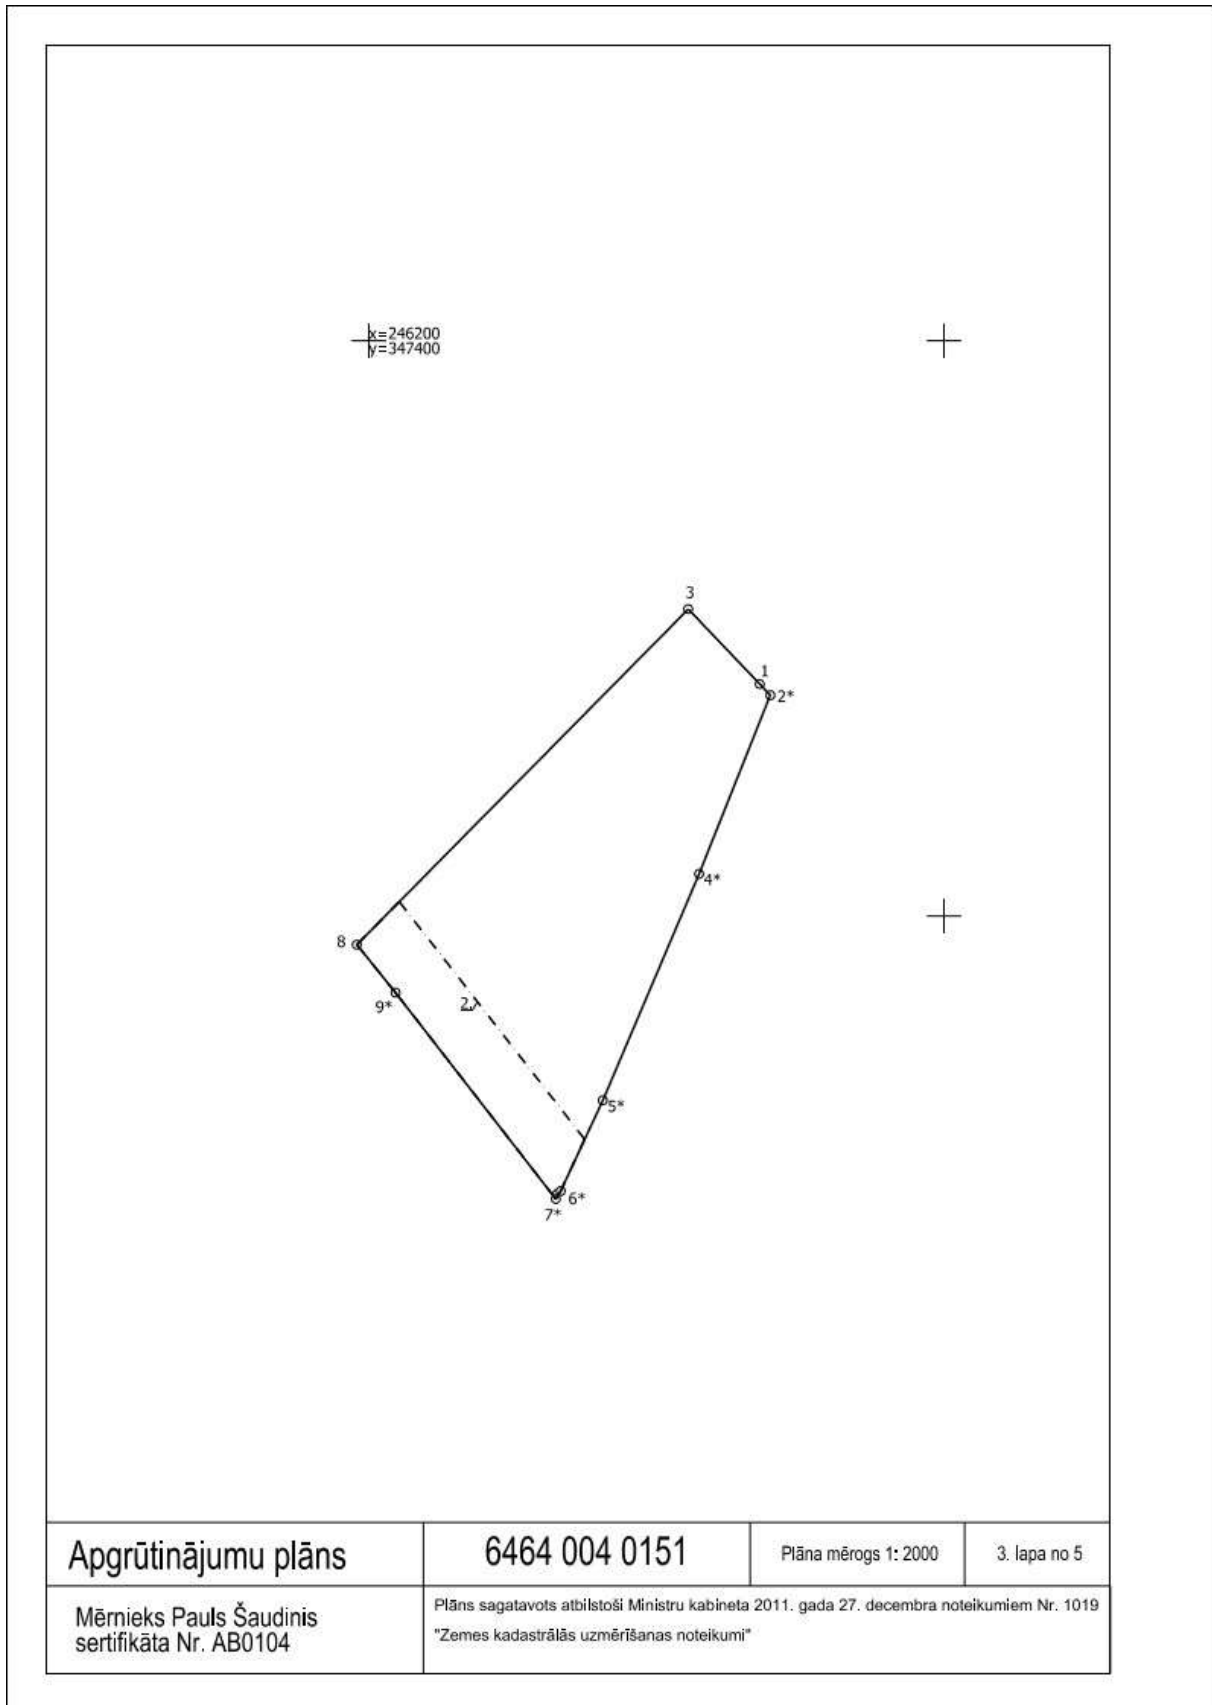 x=246200
y=347400
3
1
2*
4*
8
9*
2.
5*
6*
7*
Apgrūtinājumu plāns
6464 004 0151
Plāna mērogs 1: 2000
3. lapa no 5
Mērnieks Pauls Šaudinis
sertifikāta Nr. AB0104
Plāns sagatavots atbilstoši Ministru kabineta 2011. gada 27. decembra noteikumiem Nr. 1019
"Zemes kadastrālās uzmērīšanas noteikumi"